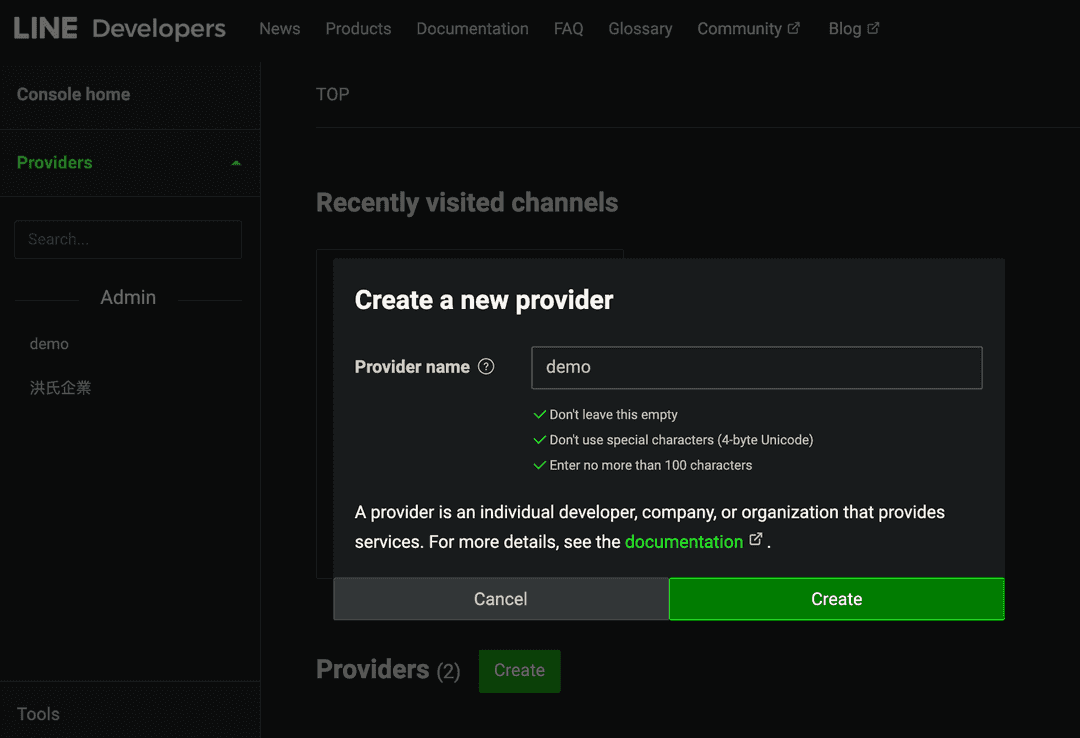 LINE Developers News Products Documentation FAQ Glossary Community Blog
Console home
Providers
Search...
Admin
demo
洪氏企業
Tools
TOP
Recently visited channels
Create a new provider
Provider name ? demo
Don't leave this empty
Don't use special characters (4-byte Unicode)
Enter no more than 100 characters
A provider is an individual developer, company, or organization that provides
services. For more details, see the documentation .
Cancel Create
Providers (2) Create